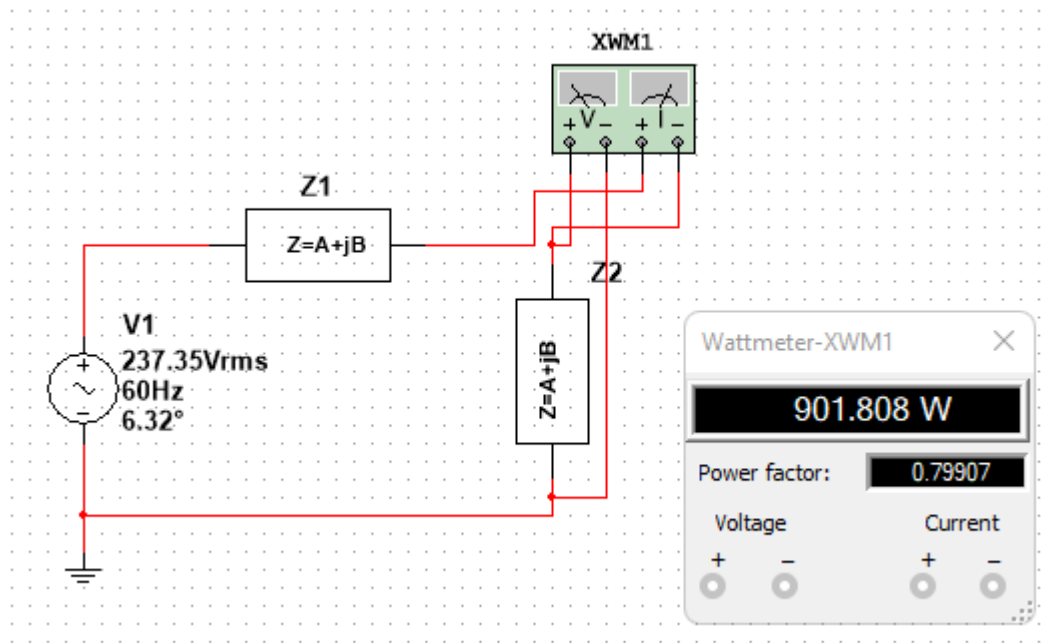 XWM1
+ V − + I −
Z1
Z=A+jB
Z2
Z=A+jB
V1
237.35Vrms
60Hz
6.32°
+
~
−
Wattmeter-XWM1
901.808 W
Power factor: 0.79907
Voltage Current
+ − + −